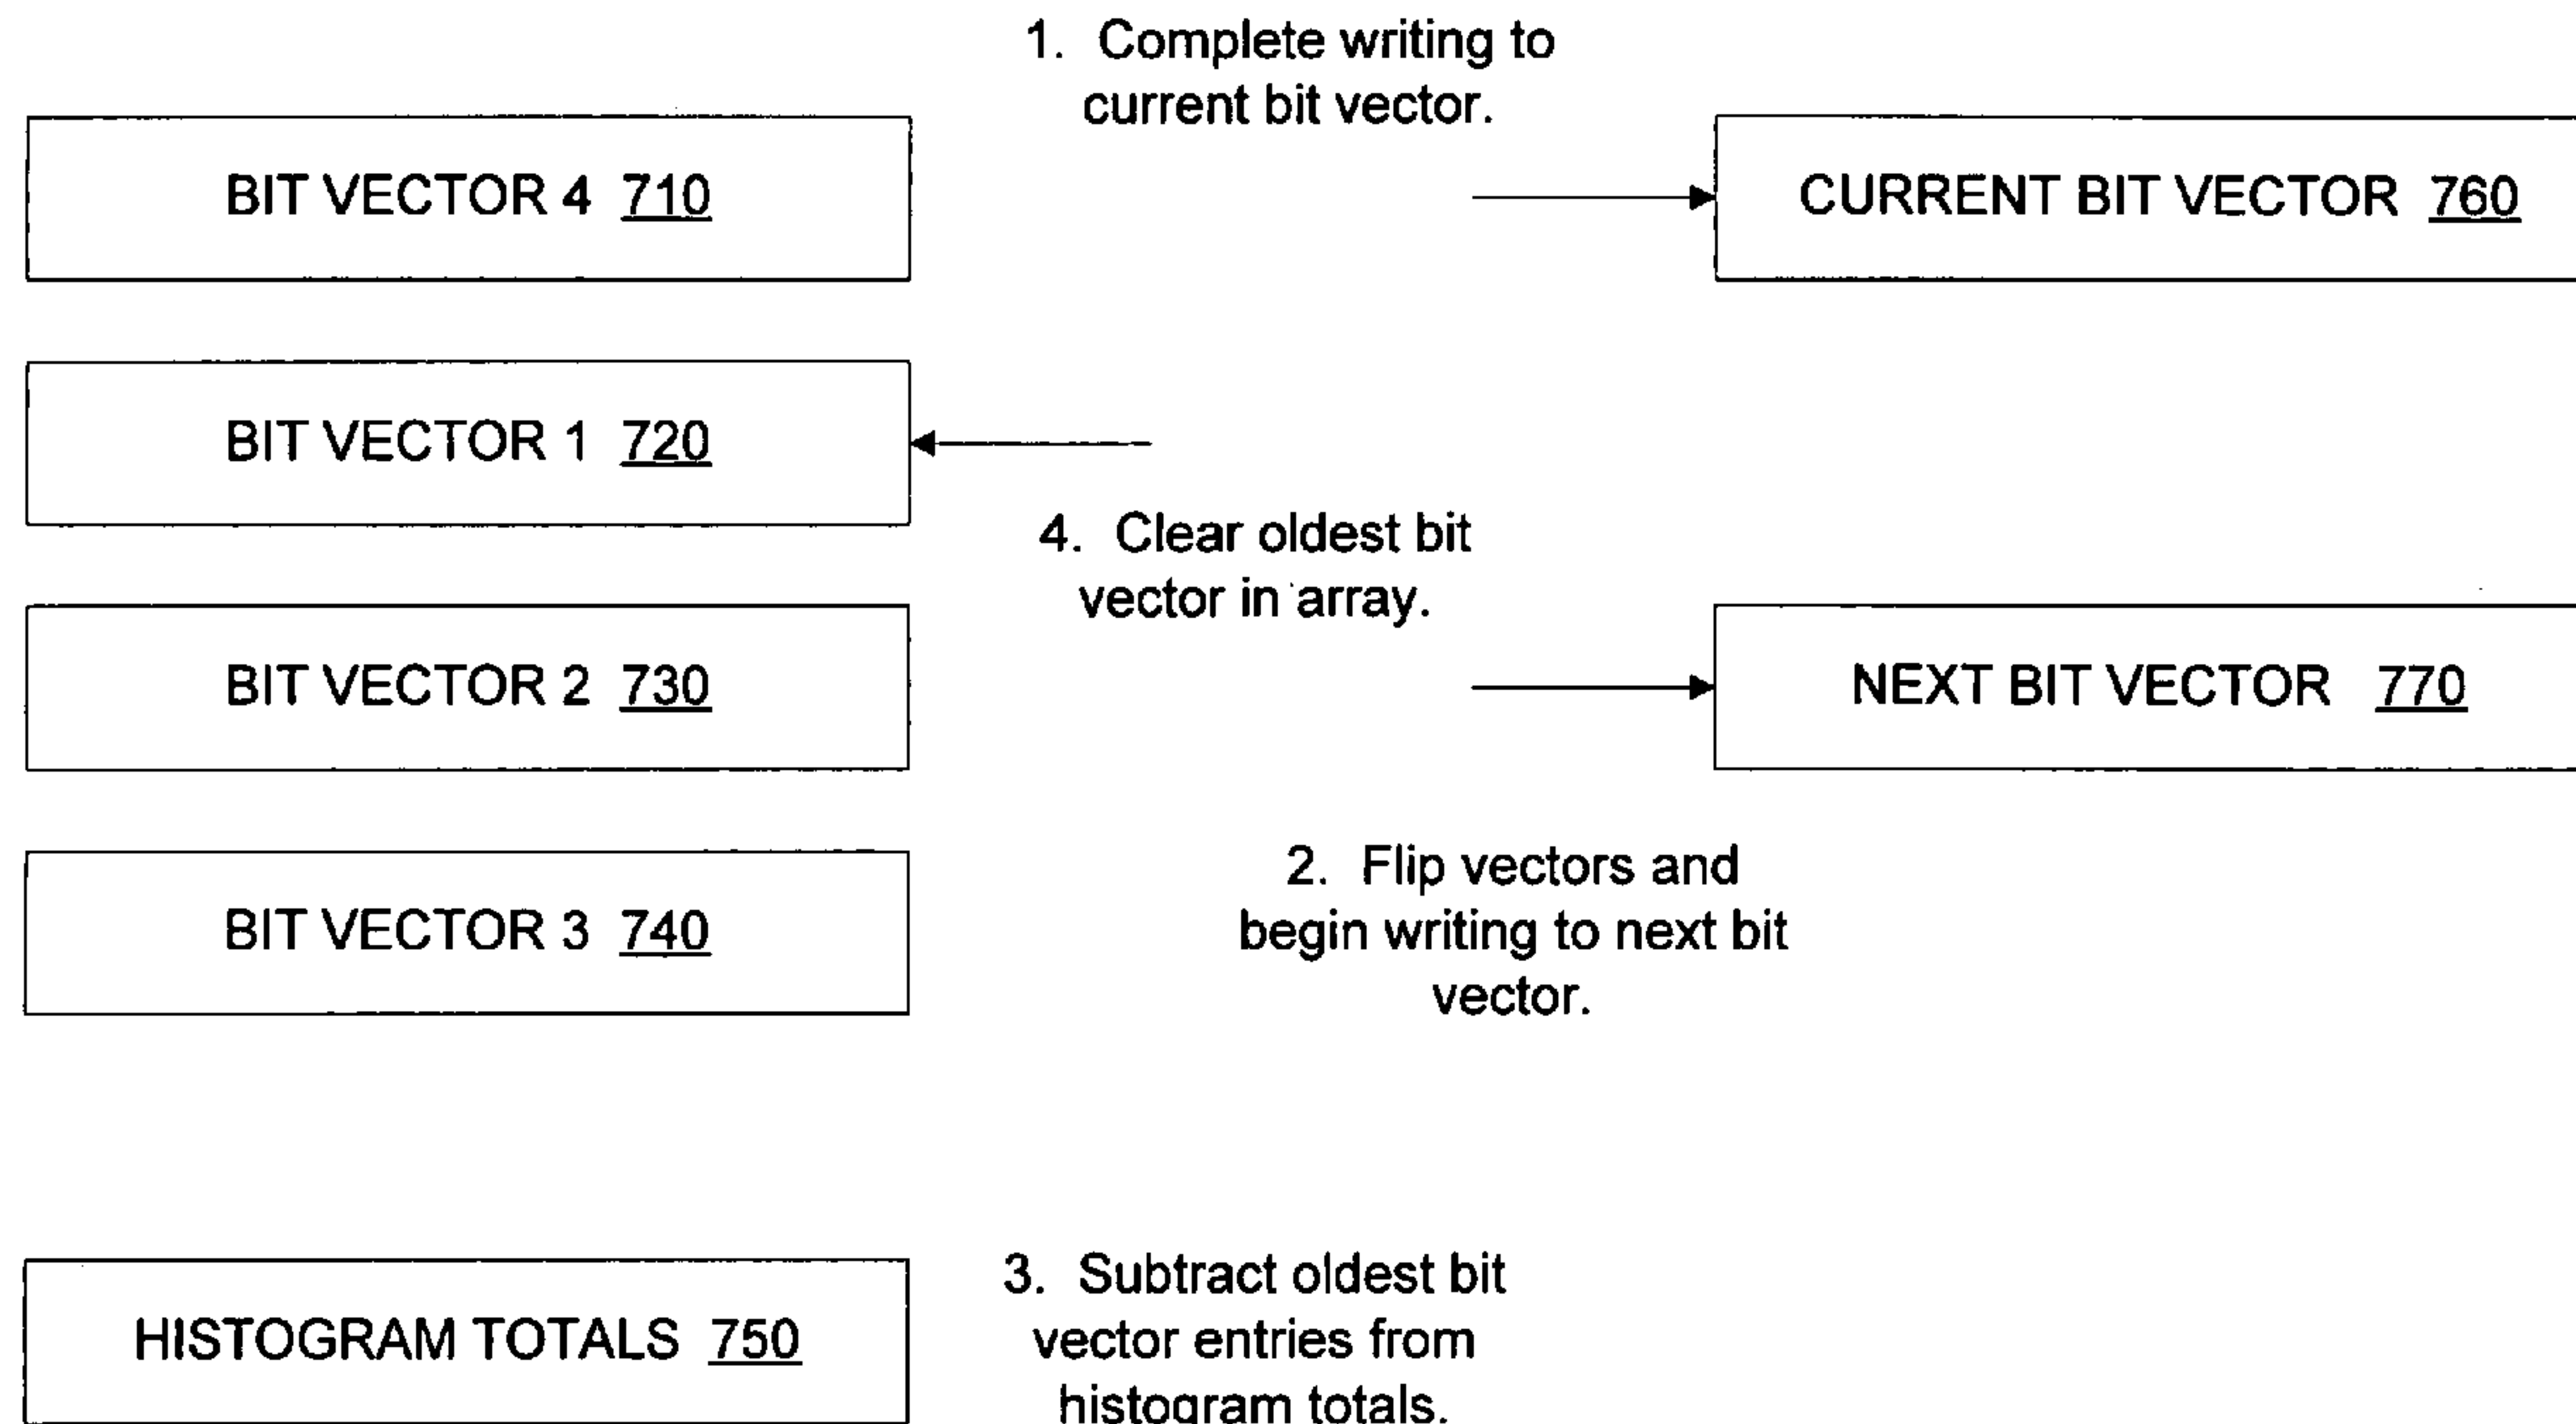 1. Complete writing to
current bit vector.
BIT VECTOR 4 710
CURRENT BIT VECTOR 760
BIT VECTOR 1 720
4. Clear oldest bit
vector in array.
BIT VECTOR 2 730
NEXT BIT VECTOR 770
2. Flip vectors and
begin writing to next bit
vector.
BIT VECTOR 3 740
HISTOGRAM TOTALS 750
3. Subtract oldest bit
vector entries from
histogram totals.